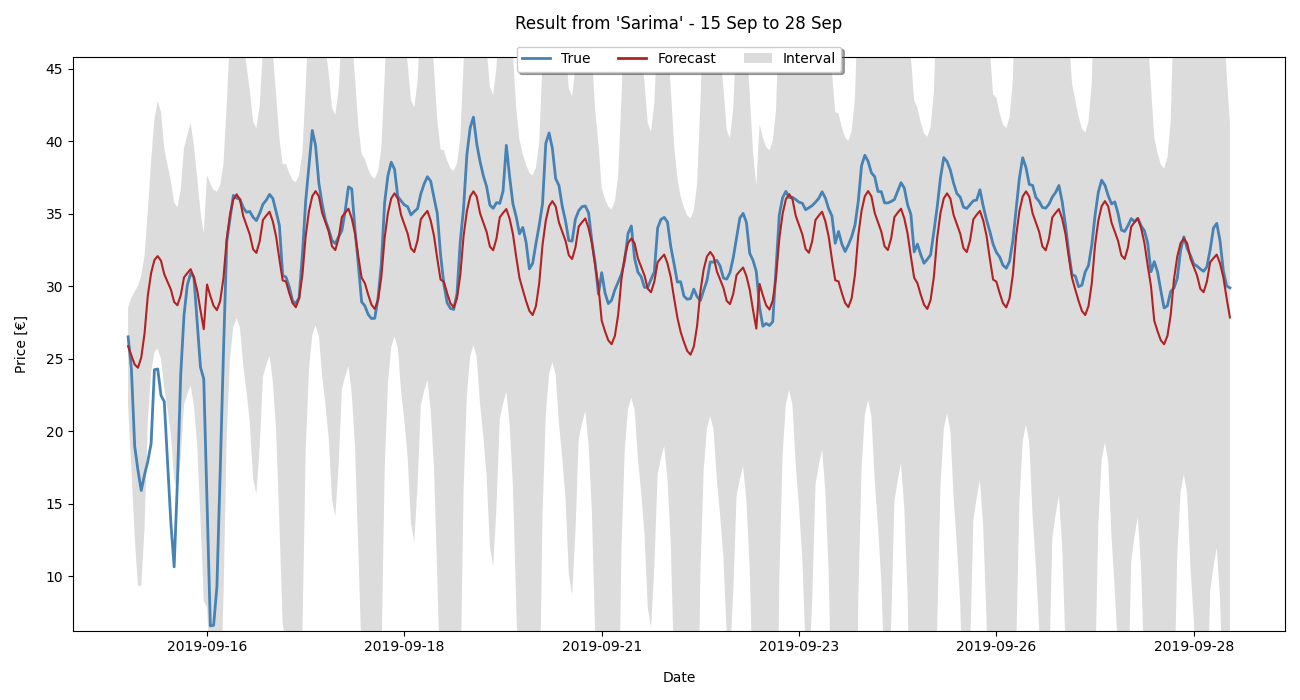 Result from 'Sarima' - 15 Sep to 28 Sep
True Forecast Interval
45
40
35
30
25
20
15
10
Price [€]
2019-09-16 2019-09-18 2019-09-21 2019-09-23 2019-09-26 2019-09-28
Date